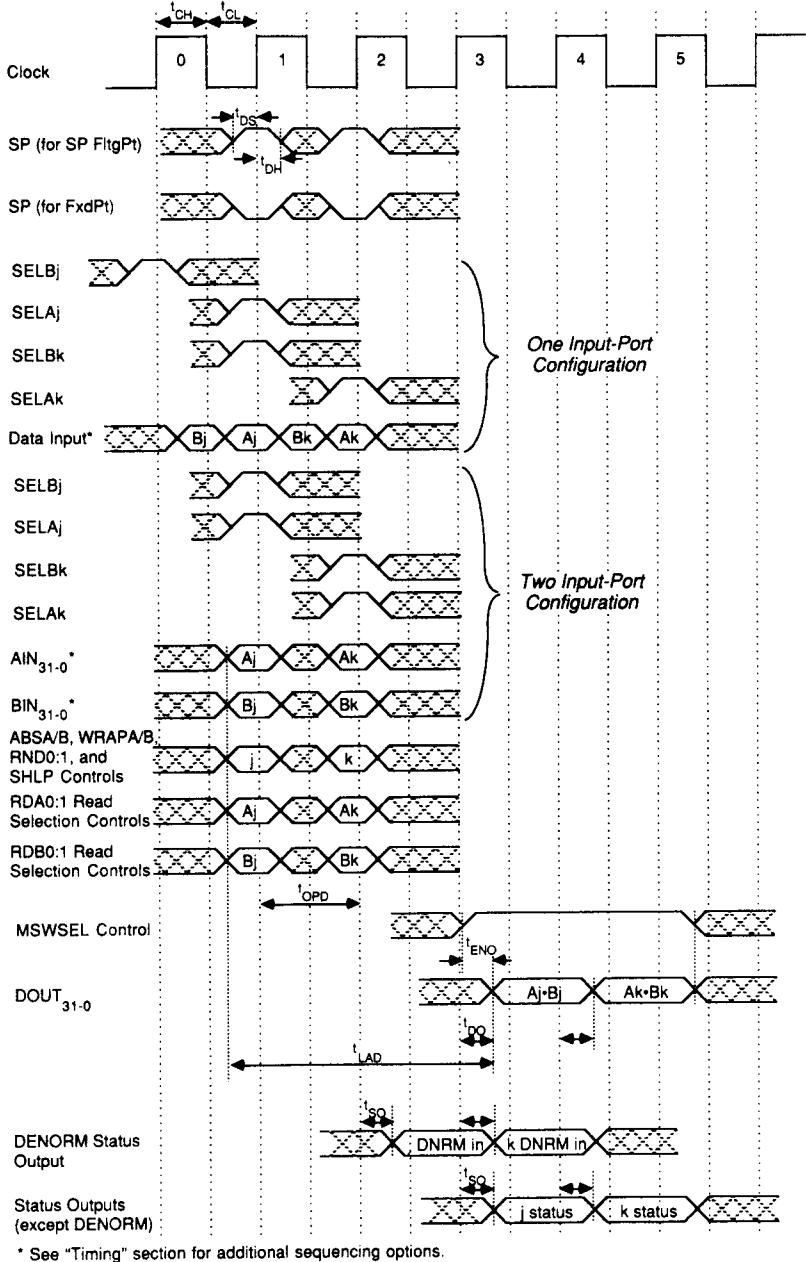 tCH tCL
Clock 0 1 2 3 4 5
tDS
SP (for SP FltgPt)
tDH
SP (for FxdPt)
SELBj
SELAj
SELBk
SELAk
One Input-Port
Configuration
Data Input* Bj Aj Bk Ak
SELBj
SELAj
SELBk
SELAk
Two Input-Port
Configuration
AIN31-0* Aj Ak
BIN31-0* Bj Bk
ABSA/B, WRAPA/B,
RND0:1, and
SHLP Controls
j k
RDA0:1 Read
Selection Controls
Aj Ak
RDB0:1 Read
Selection Controls
Bj Bk
tOPD
MSWSEL Control
tENO
DOUT31-0 Aj•Bj Ak•Bk
tDO
tLAD
tSO
DENORM Status
Output
DNRM in k DNRM in
tSO
Status Outputs
(except DENORM)
j status k status
* See "Timing" section for additional sequencing options.